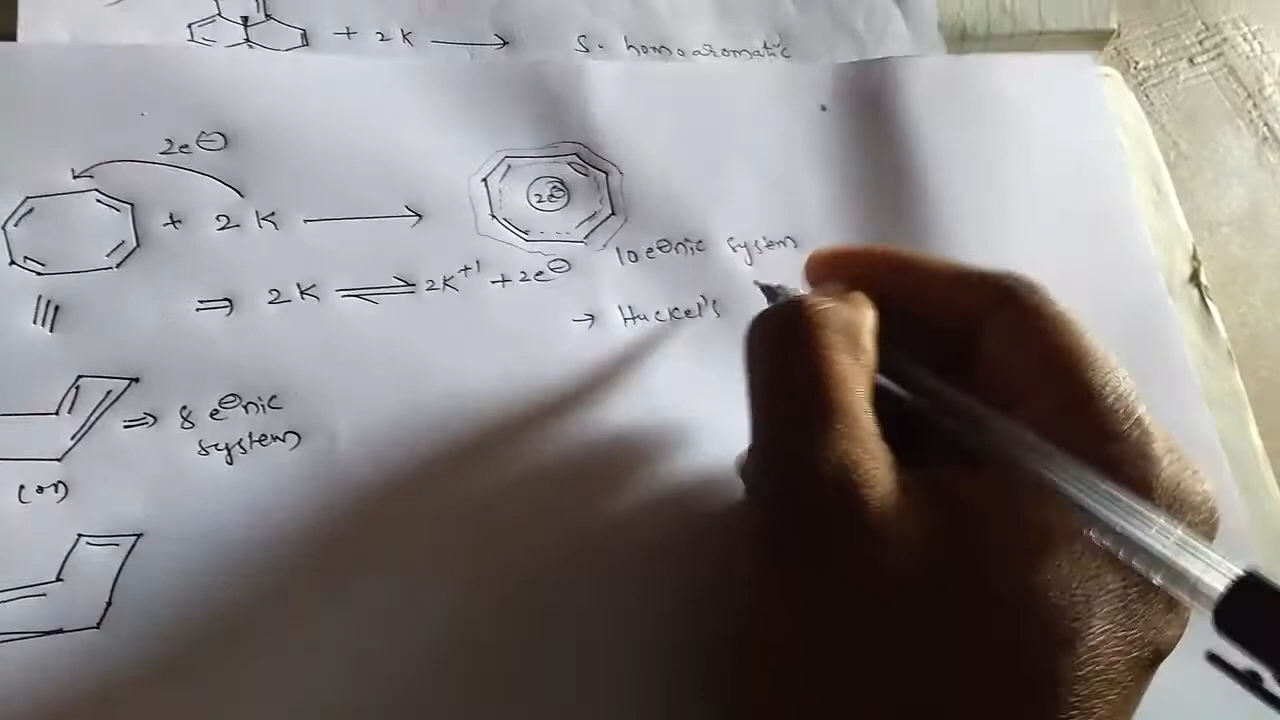 + 2K ⟶ S. homoaromatic
2e⊖
+ 2K ⟶ 2e⊖
10 e⊖nic system
⇒ 2K ⇌ 2K⁺¹ + 2e⊖
→ Huckel's
⇒ 8 e⊖nic
system
(or)